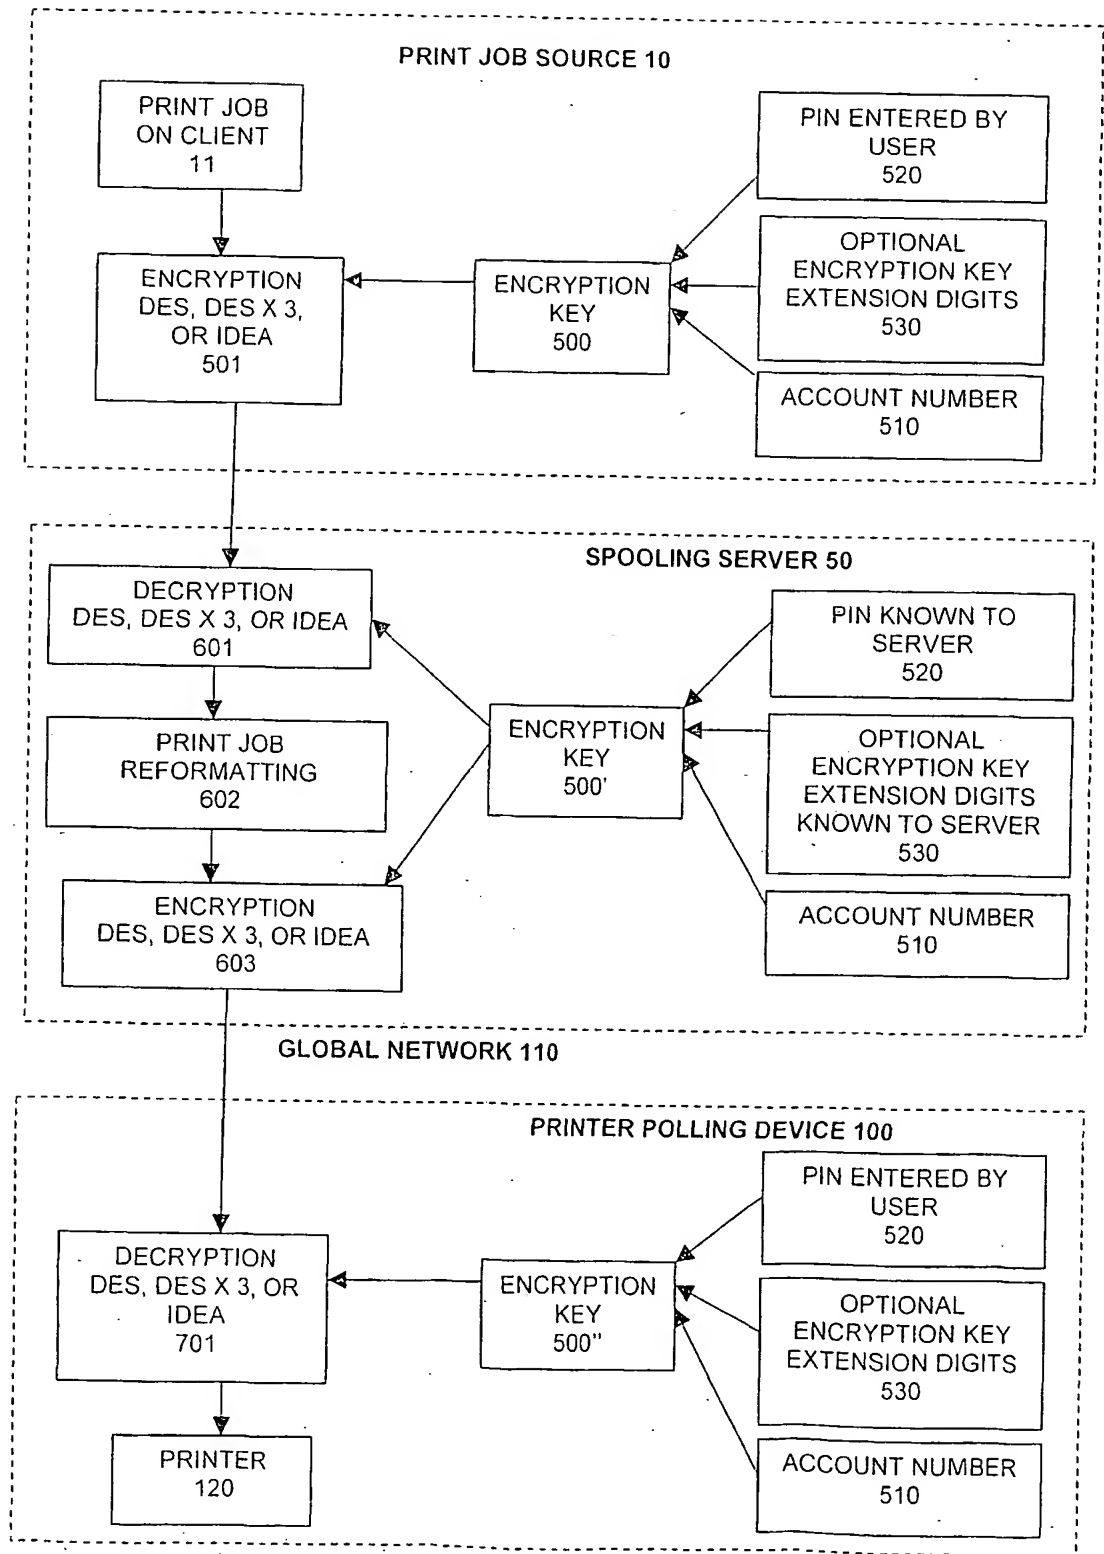 PRINT JOB SOURCE 10
PRINT JOB
ON CLIENT
11
PIN ENTERED BY
USER
520
ENCRYPTION
DES, DES X 3,
OR IDEA
501
ENCRYPTION
KEY
500
OPTIONAL
ENCRYPTION KEY
EXTENSION DIGITS
530
ACCOUNT NUMBER
510
SPOOLING SERVER 50
DECRYPTION
DES, DES X 3, OR IDEA
601
PIN KNOWN TO
SERVER
520
PRINT JOB
REFORMATTING
602
ENCRYPTION
KEY
500'
OPTIONAL
ENCRYPTION KEY
EXTENSION DIGITS
KNOWN TO SERVER
530
ENCRYPTION
DES, DES X 3, OR IDEA
603
ACCOUNT NUMBER
510
GLOBAL NETWORK 110
PRINTER POLLING DEVICE 100
PIN ENTERED BY
USER
520
DECRYPTION
DES, DES X 3, OR
IDEA
701
ENCRYPTION
KEY
500"
OPTIONAL
ENCRYPTION KEY
EXTENSION DIGITS
530
PRINTER
120
ACCOUNT NUMBER
510